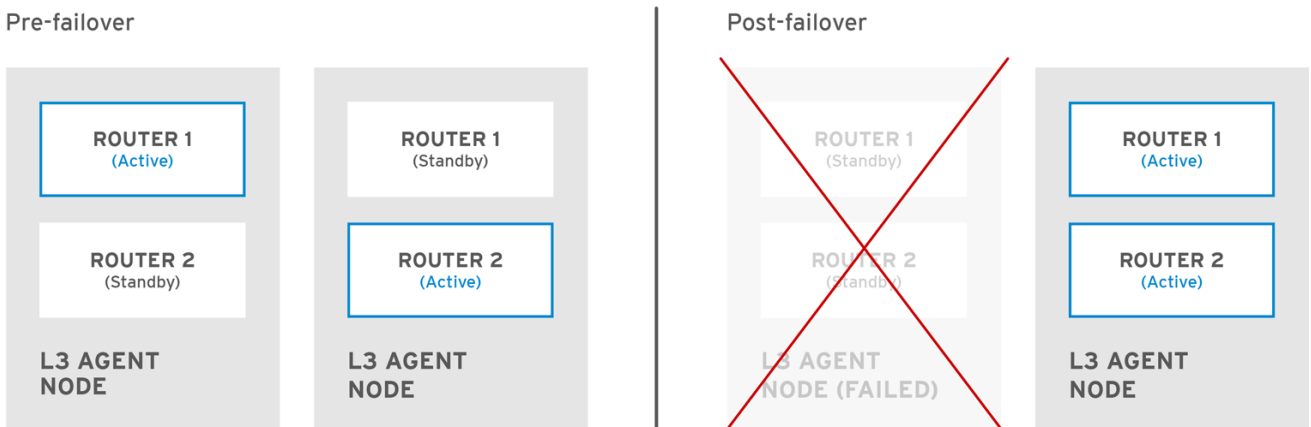 Pre-failover
ROUTER 1
(Active)
ROUTER 2
(Standby)
L3 AGENT
NODE
ROUTER 1
(Standby)
ROUTER 2
(Active)
L3 AGENT
NODE
Post-failover
ROUTER 1
(Standby)
ROUTER 2
(Standby)
L3 AGENT
NODE (FAILED)
ROUTER 1
(Active)
ROUTER 2
(Active)
L3 AGENT
NODE